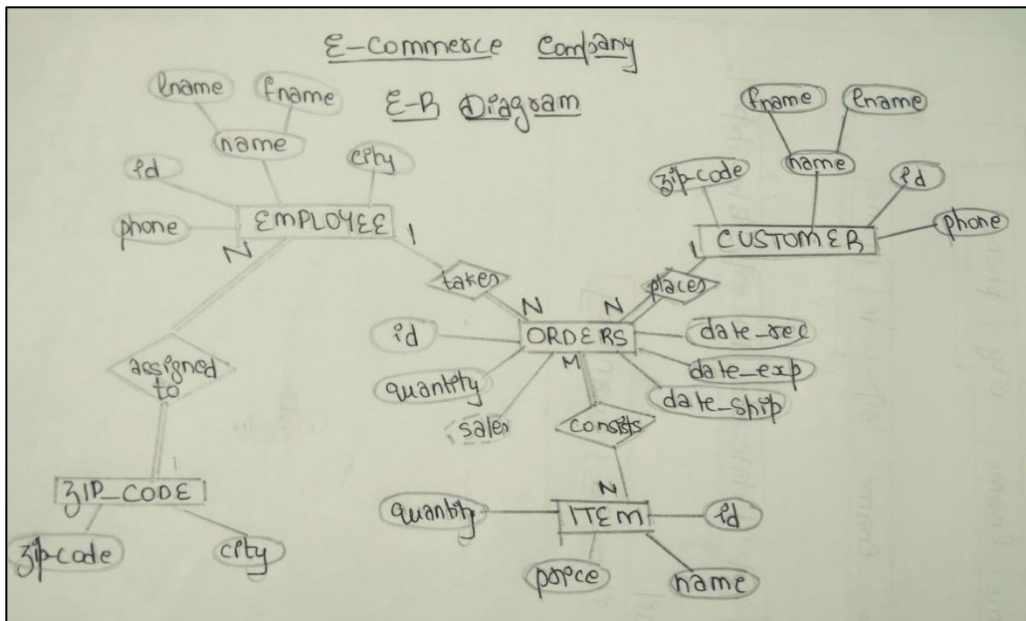 E-Commerce Company
E-R Diagram
lname
fname
name
id
city
phone
EMPLOYEE
N
1
fname
lname
name
zip-code
id
phone
CUSTOMER
1
takes
places
N
N
id
ORDERS
date_rec
M
quantity
date_exp
sales
date_ship
assigned
to
consists
1
ZIP_CODE
zip-code
city
N
quantity
ITEM
id
price
name